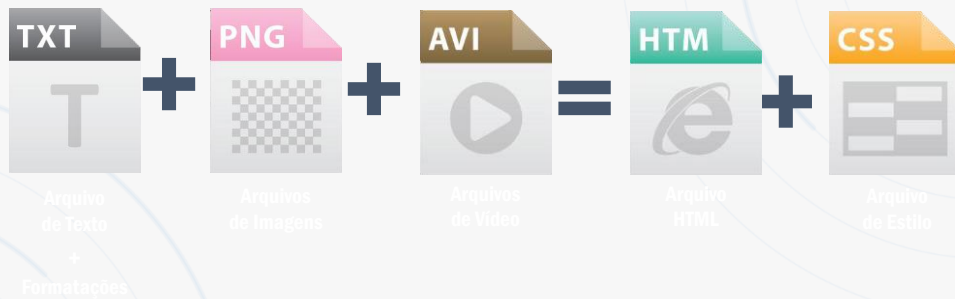 TXT
PNG
AVI
HTM
CSS
T
+
+
=
+
Arquivo
de Texto
+
Formatações
Arquivos
de Imagens
Arquivos
de Vídeo
Arquivo
HTML
Arquivo
de Estilo